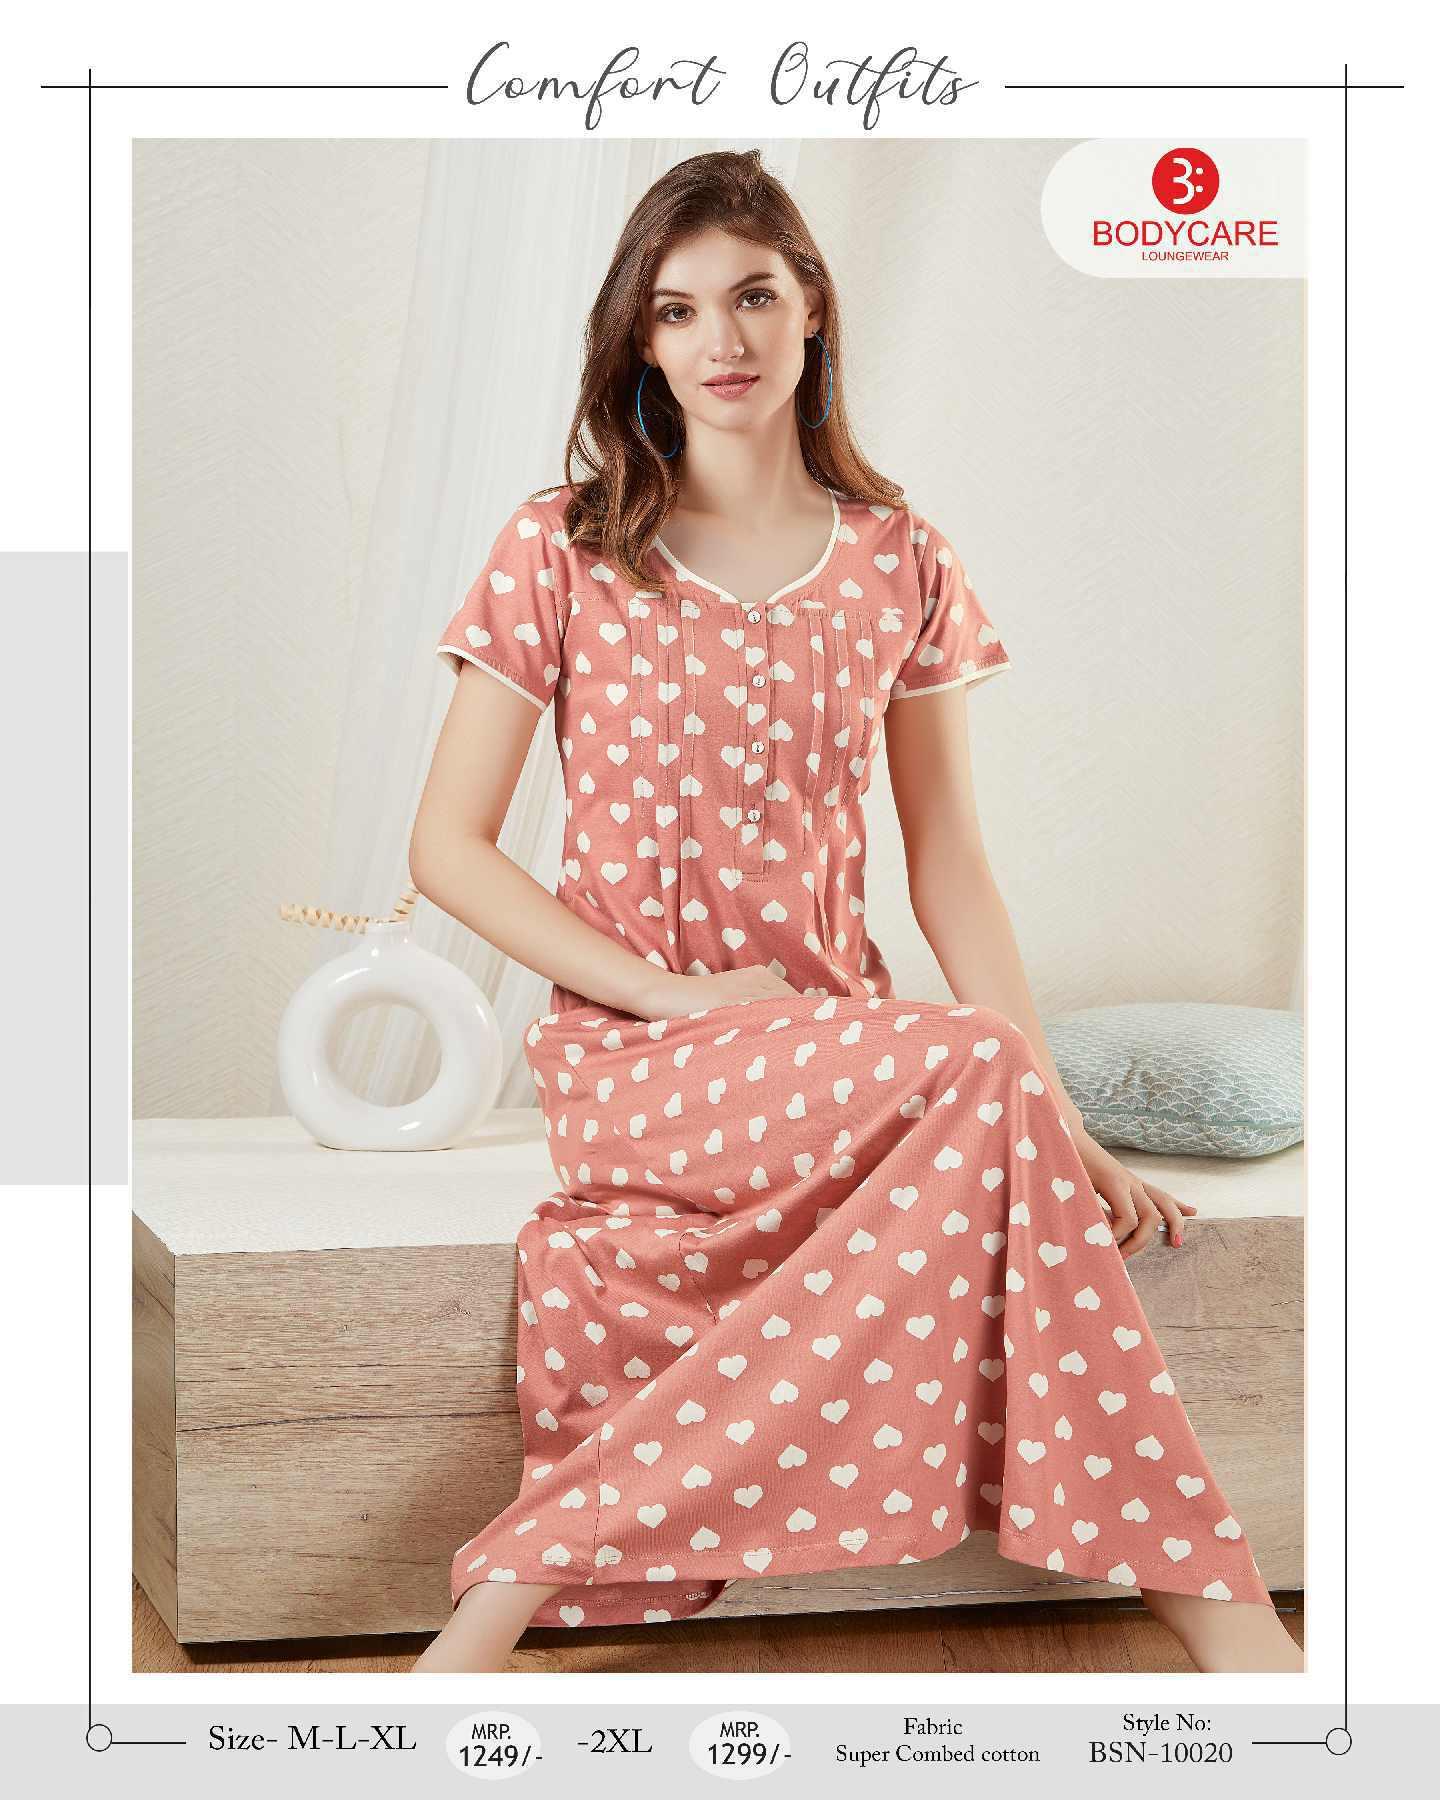 Comfort Outfits
3:
BODYCARE
LOUNGEWEAR
Size- M-L-XL
MRP.
1249/-
-2XL
MRP.
1299/-
Fabric
Super Combed cotton
Style No:
BSN-10020